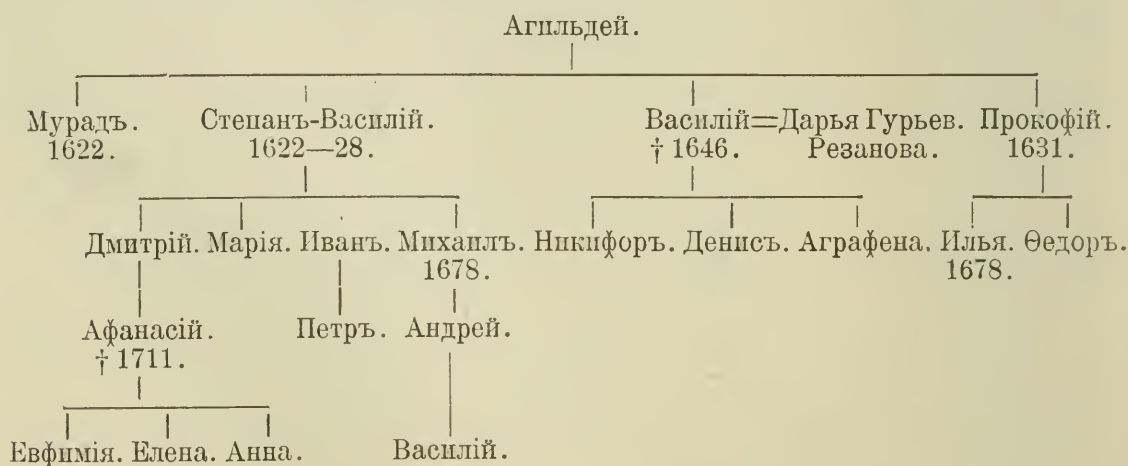 Агильдей.
Мурадъ. Степанъ-Василій. Василій=Дарья Гурьев. Прокофій.
1622. 1622—28. † 1646. Резанова. 1631.
Дмитрій. Марія. Иванъ. Михаилъ. Никифоръ. Денисъ. Аграфена. Илья. Ѳедоръ.
1678. 1678.
Афанасій. Петръ. Андрей.
† 1711.
Евфимія. Елена. Анна. Василій.